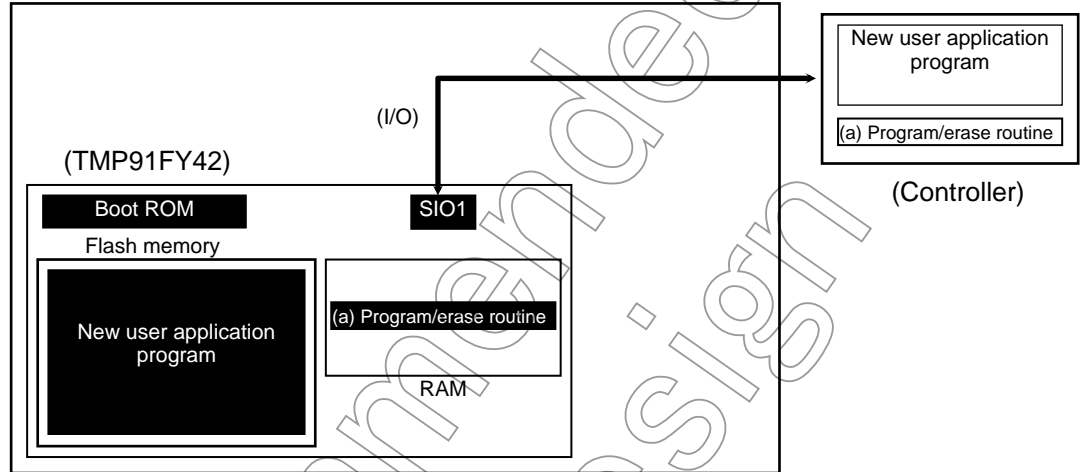 New user application
program
(I/O)
(a) Program/erase routine
(TMP91FY42)
(Controller)
Boot ROM
SIO1
Flash memory
New user application
program
(a) Program/erase routine
RAM